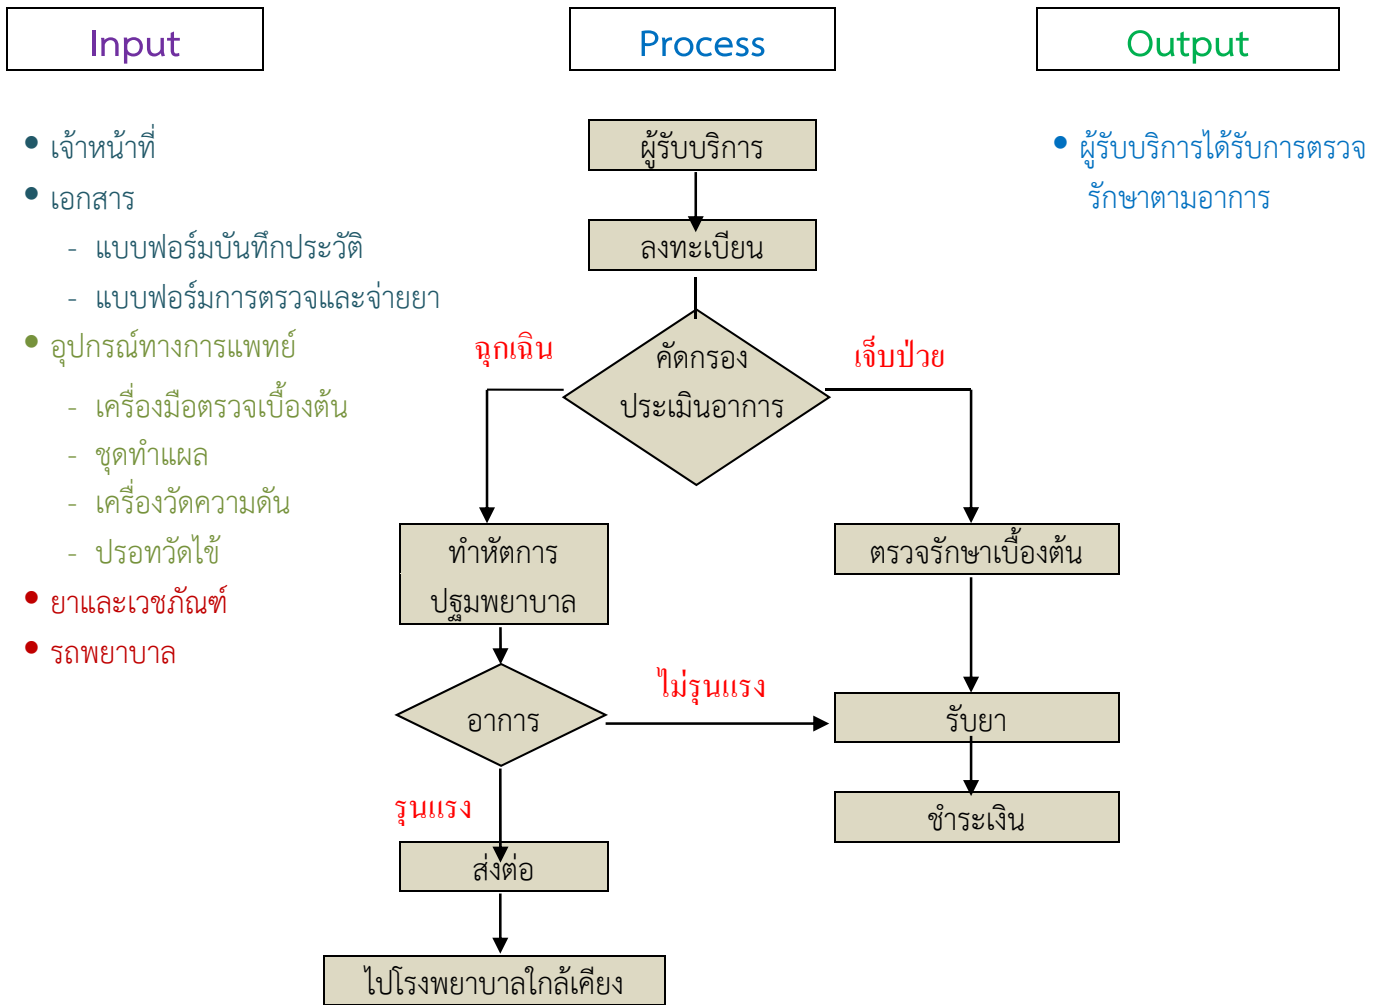 Input
Process
Output
• เจ้าหน้าที่
• เอกสาร
- แบบฟอร์มบันทึกประวัติ
- แบบฟอร์มการตรวจและจ่ายยา
• อุปกรณ์ทางการแพทย์
- เครื่องมือตรวจเบื้องต้น
- ชุดทำแผล
- เครื่องวัดความดัน
- ปรอทวัดไข้
• ยาและเวชภัณฑ์
• รถพยาบาล
ผู้รับบริการ
ลงทะเบียน
คัดกรอง
ประเมินอาการ
ฉุกเฉิน
เจ็บป่วย
ทำหัตการ
ปฐมพยาบาล
ตรวจรักษาเบื้องต้น
อาการ
ไม่รุนแรง
รับยา
รุนแรง
ชำระเงิน
ส่งต่อ
ไปโรงพยาบาลใกล้เคียง
• ผู้รับบริการได้รับการตรวจ
รักษาตามอาการ